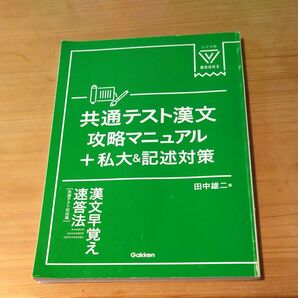 大学受験
V
BOOKS
共通テスト漢文
攻略マニュアル
+私大&記述対策
田中雄二 著
漢文早覚え
速答法
Gakken